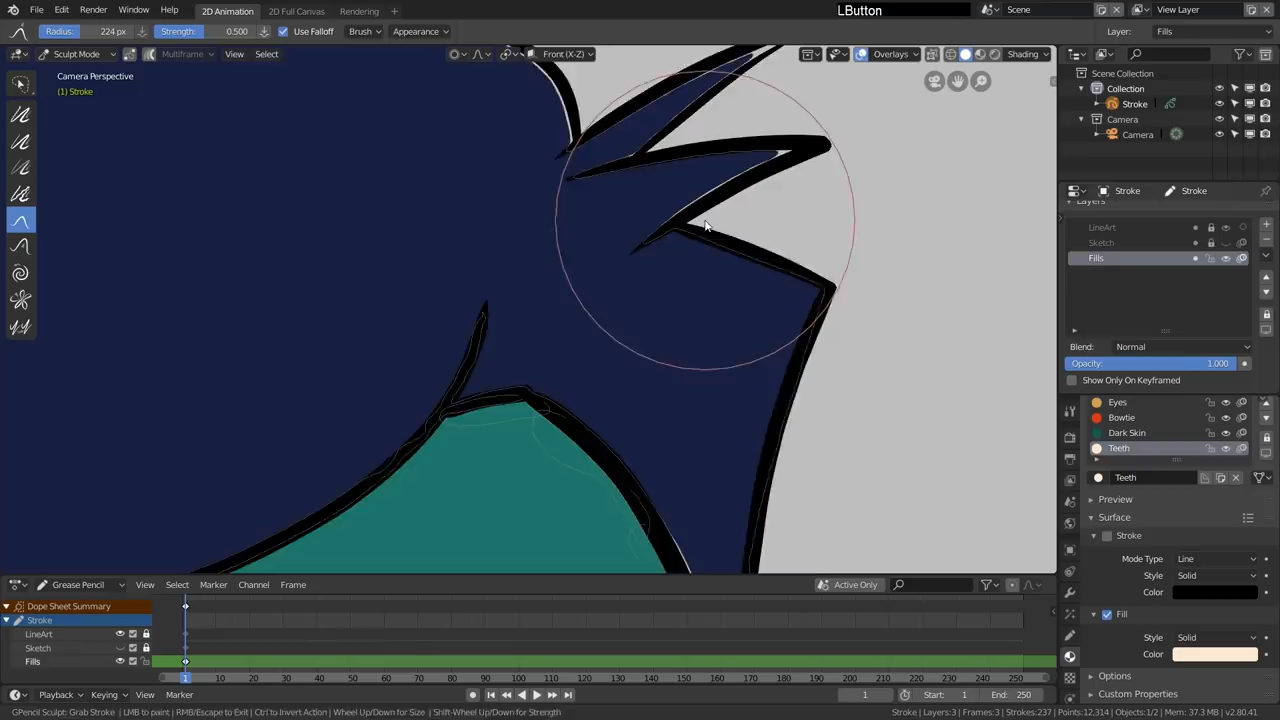 LButton
File Edit Render Window Help 2D Animation 2D Full Canvas Rendering + Scene View Layer
Radius: 224 px Strength: 0.500 Use Falloff Brush Appearance Layer: Fills
Sculpt Mode Multiframe View Select Front (X-Z) Overlays Shading
Camera Perspective
(1) Stroke
Scene Collection
Collection
Stroke
Camera
Camera
Stroke Stroke
Layers
LineArt
Sketch
Fills
Blend: Normal
Opacity: 1.000
Show Only On Keyframed
Eyes
Bowtie
Dark Skin
Teeth
Teeth
Preview
Surface
Stroke
Mode Type Line
Style Solid
Color
Fill
Style Solid
Color
Options
Custom Properties
Grease Pencil View Select Marker Channel Frame Active Only
Dope Sheet Summary
Stroke
LineArt
Sketch
Fills
1 10 20 30 40 50 60 70 80 90 100 110 120 130 140 150 160 170 180 190 200 210 220 230 240 250
Playback Keying View Marker 1 Start: 1 End: 250
GPencil Sculpt: Grab Stroke | LMB to paint | RMB/Escape to Exit | Ctrl to Invert Action | Wheel Up/Down for Size | Shift-Wheel Up/Down for Strength
Stroke | Layers:3 | Frames:3 | Strokes:237 | Points:12,314 | Objects:1/2 | Mem: 37.3 MB | v2.80.41